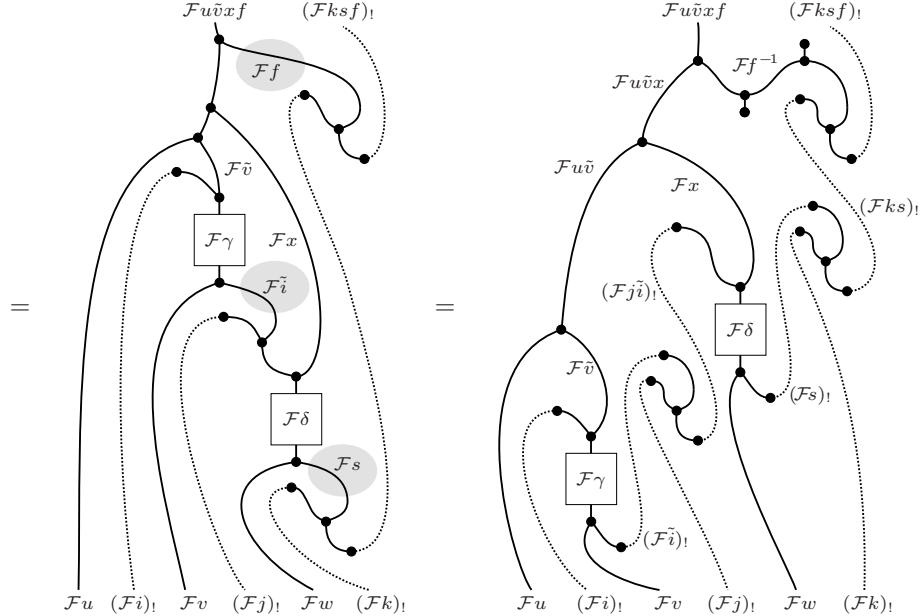 ℱuṽxf (ℱksf)! ℱuṽxf (ℱksf)!
ℱf ℱf⁻¹
ℱuṽx
ℱṽ ℱuṽ ℱx
(ℱks)!
ℱγ ℱx
ℱĩ (ℱjĩ)!
= =
ℱδ
ℱṽ
(ℱs)!
ℱδ
ℱs
ℱγ
(ℱĩ)!
ℱu (ℱi)! ℱv (ℱj)! ℱw (ℱk)! ℱu (ℱi)! ℱv (ℱj)! ℱw (ℱk)!